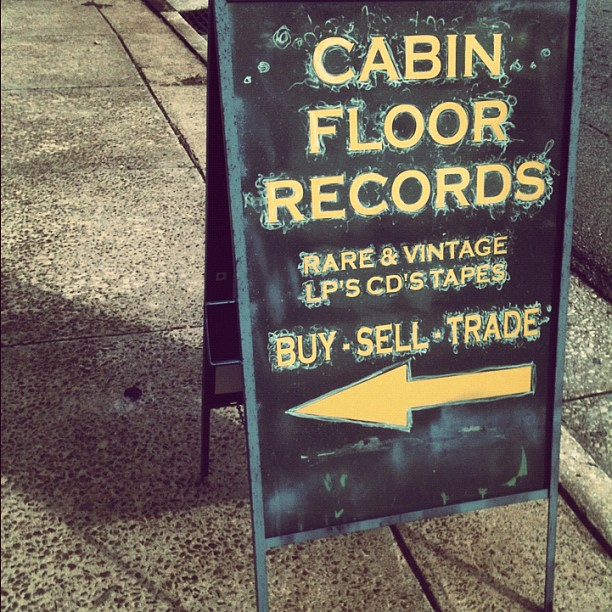 CABIN
FLOOR
RECORDS
RARE & VINTAGE
LP'S CD'S TAPES
BUY - SELL - TRADE